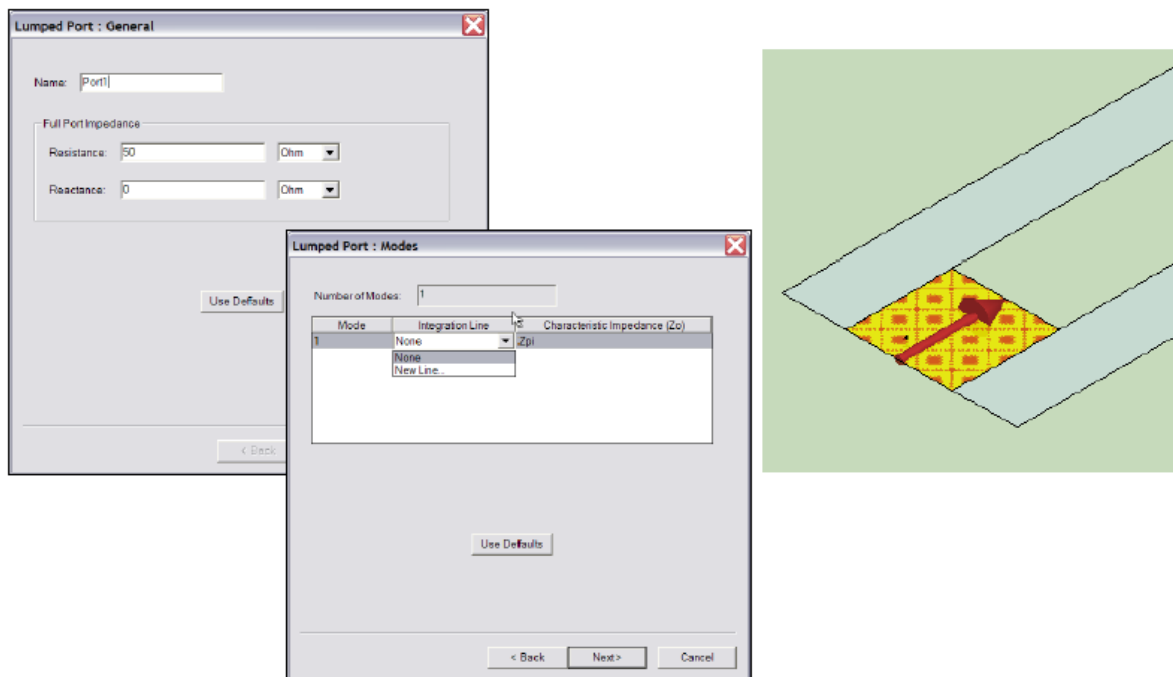 Lumped Port : General
Name: Port1
Full Port Impedance
Resistance: 50 Ohm
Reactance: 0 Ohm
Use Defaults
< Back
Lumped Port : Modes
Number of Modes: 1
Mode Integration Line Characteristic Impedance (Zo)
1 None Zpi
None
New Line...
Use Defaults
< Back Next> Cancel